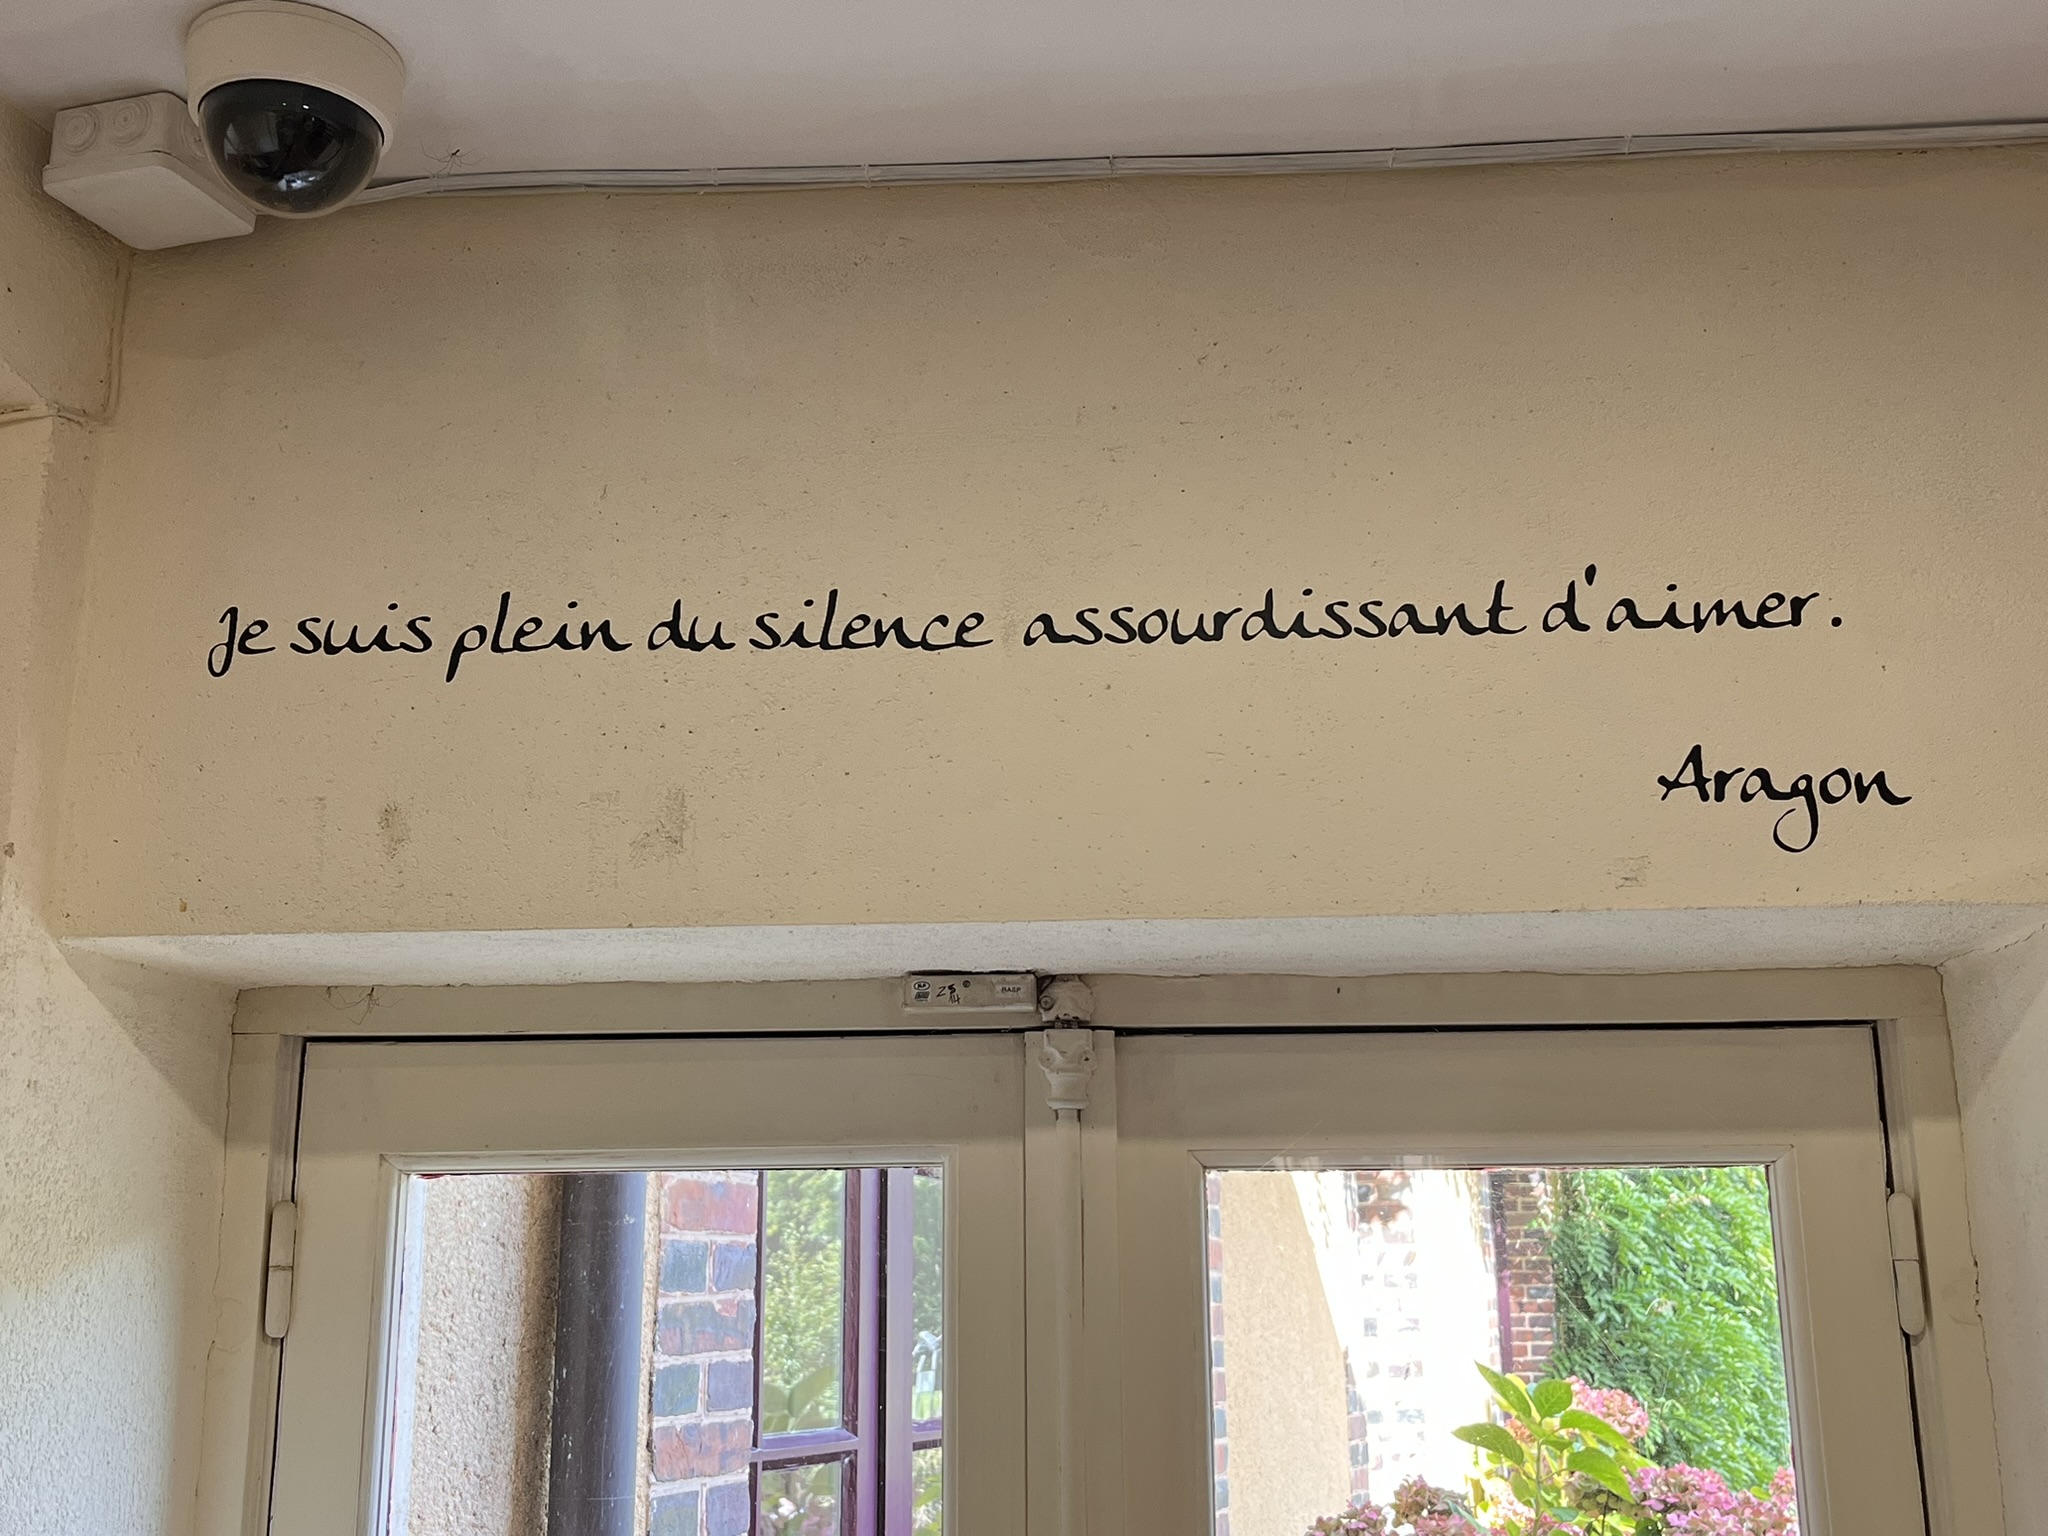 Je suis plein du silence assourdissant d'aimer.
Aragon